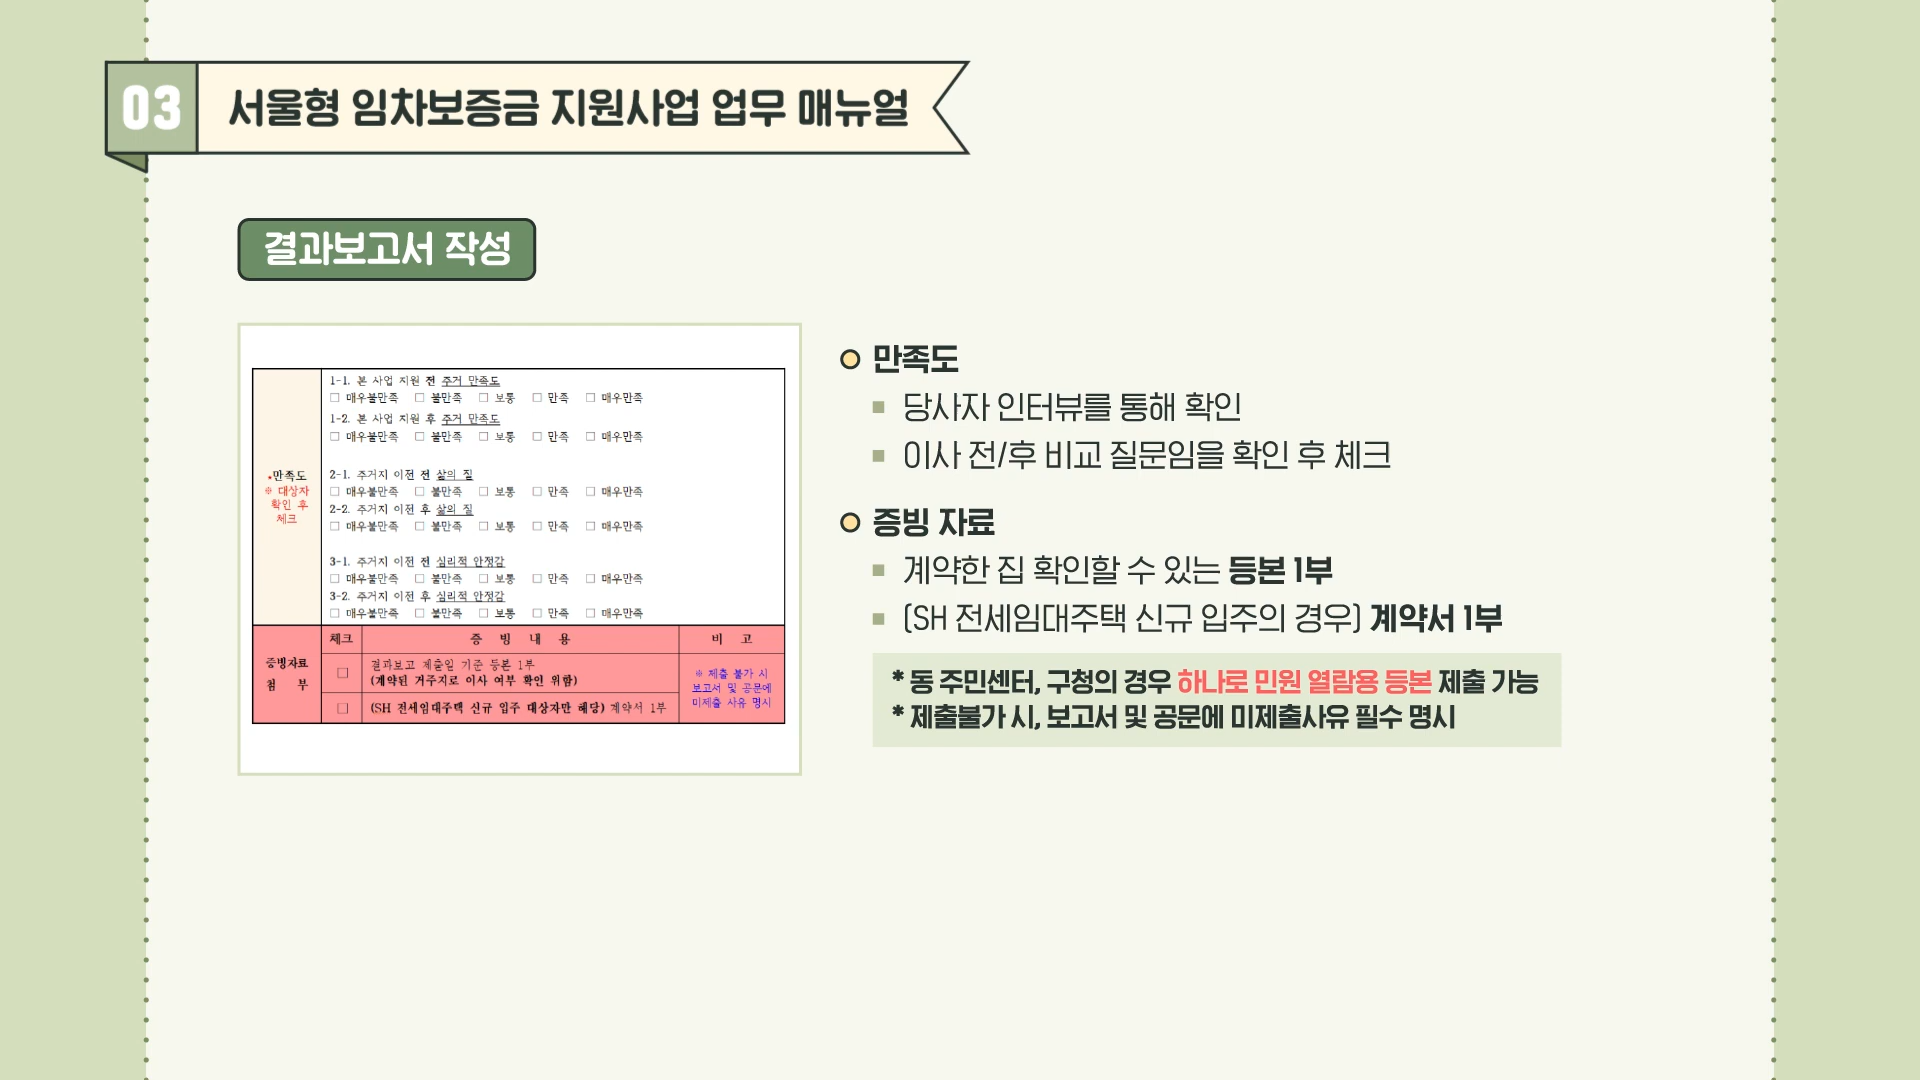 03
서울형 임차보증금 지원사업 업무 매뉴얼
결과보고서 작성
*만족도
※ 대상자
확인 후
체크
1-1. 본 사업 지원 전 주거 만족도
□ 매우불만족 □ 불만족 □ 보통 □ 만족 □ 매우만족
1-2. 본 사업 지원 후 주거 만족도
□ 매우불만족 □ 불만족 □ 보통 □ 만족 □ 매우만족
2-1. 주거지 이전 전 삶의 질
□ 매우불만족 □ 불만족 □ 보통 □ 만족 □ 매우만족
2-2. 주거지 이전 후 삶의 질
□ 매우불만족 □ 불만족 □ 보통 □ 만족 □ 매우만족
3-1. 주거지 이전 전 심리적 안정감
□ 매우불만족 □ 불만족 □ 보통 □ 만족 □ 매우만족
3-2. 주거지 이전 후 심리적 안정감
□ 매우불만족 □ 불만족 □ 보통 □ 만족 □ 매우만족
증빙자료
첨 부
체크 증 빙 내 용 비 고
□ 결과보고 제출일 기준 등본 1부
(계약된 거주지로 이사 여부 확인 위함)
□ (SH 전세임대주택 신규 입주 대상자만 해당) 계약서 1부
※ 제출 불가 시
보고서 및 공문에
미제출 사유 명시
만족도
당사자 인터뷰를 통해 확인
이사 전/후 비교 질문임을 확인 후 체크
증빙 자료
계약한 집 확인할 수 있는 등본 1부
(SH 전세임대주택 신규 입주의 경우) 계약서 1부
* 동 주민센터, 구청의 경우 하나로 민원 열람용 등본 제출 가능
* 제출불가 시, 보고서 및 공문에 미제출사유 필수 명시